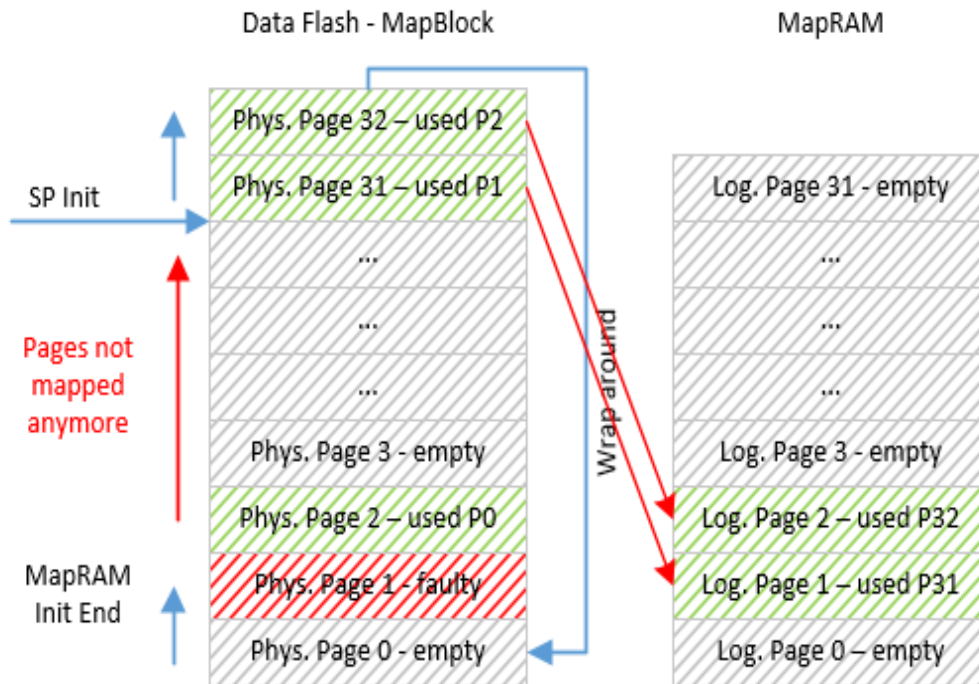 Data Flash - MapBlock
MapRAM
Phys. Page 32 – used P2
Phys. Page 31 – used P1
Log. Page 31 - empty
SP Init
...
...
...
...
...
...
Pages not
mapped
anymore
Wrap around
Phys. Page 3 - empty
Log. Page 3 - empty
Phys. Page 2 – used P0
Log. Page 2 – used P32
MapRAM
Init End
Phys. Page 1 - faulty
Log. Page 1 – used P31
Phys. Page 0 - empty
Log. Page 0 – empty